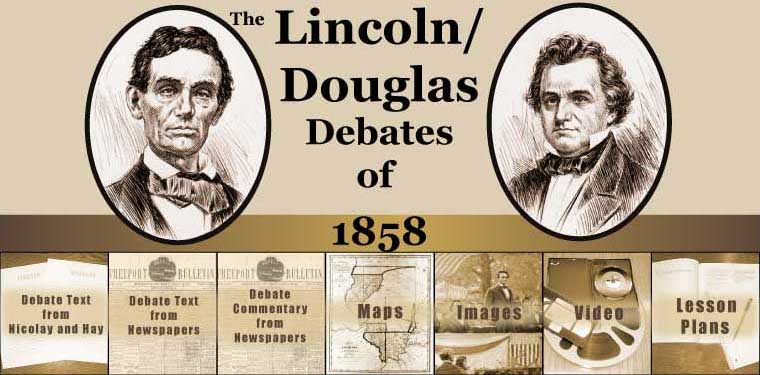 The Lincoln/
Douglas
Debates
of
1858
Debate Text
from
Nicolay and Hay
FREEPORT BULLETIN
Debate Text
from
Newspapers
FREEPORT BULLETIN
Debate
Commentary
from
Newspapers
Maps
Images
Video
Lesson
Plans